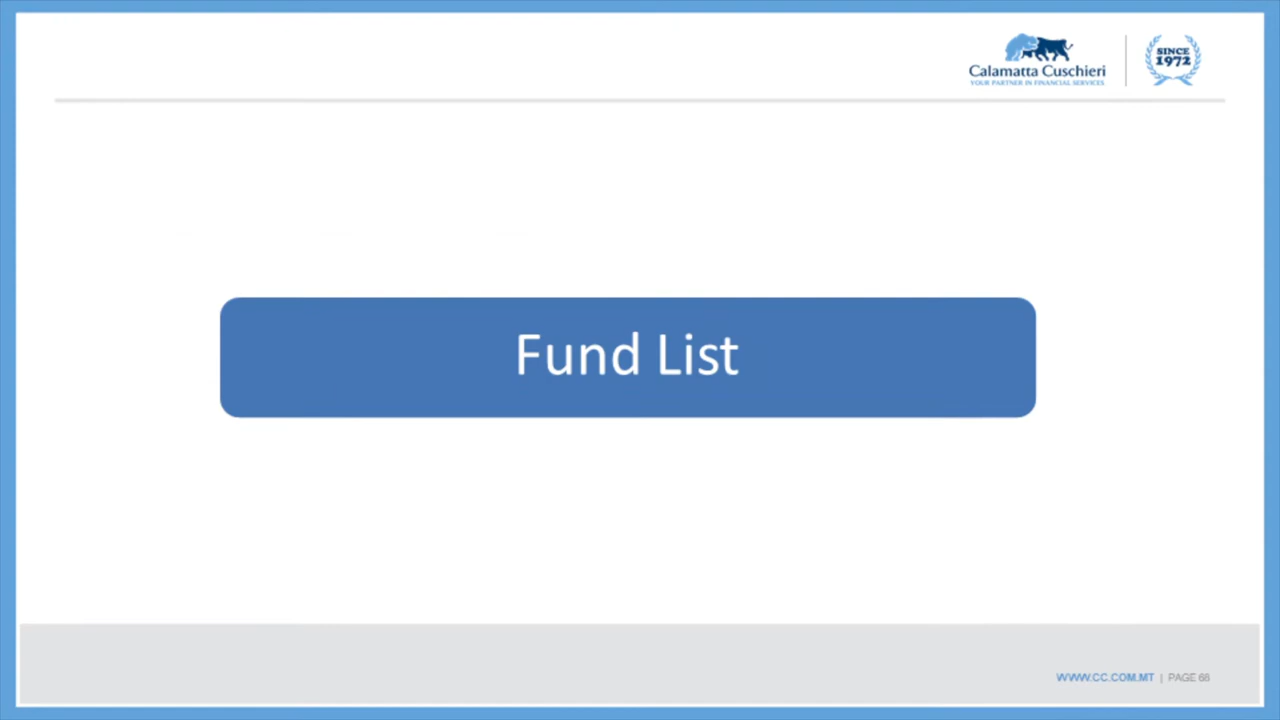 Calamatta Cuschieri
YOUR PARTNER IN FINANCIAL SERVICES
SINCE
1972
Fund List
WWW.CC.COM.MT | PAGE 68